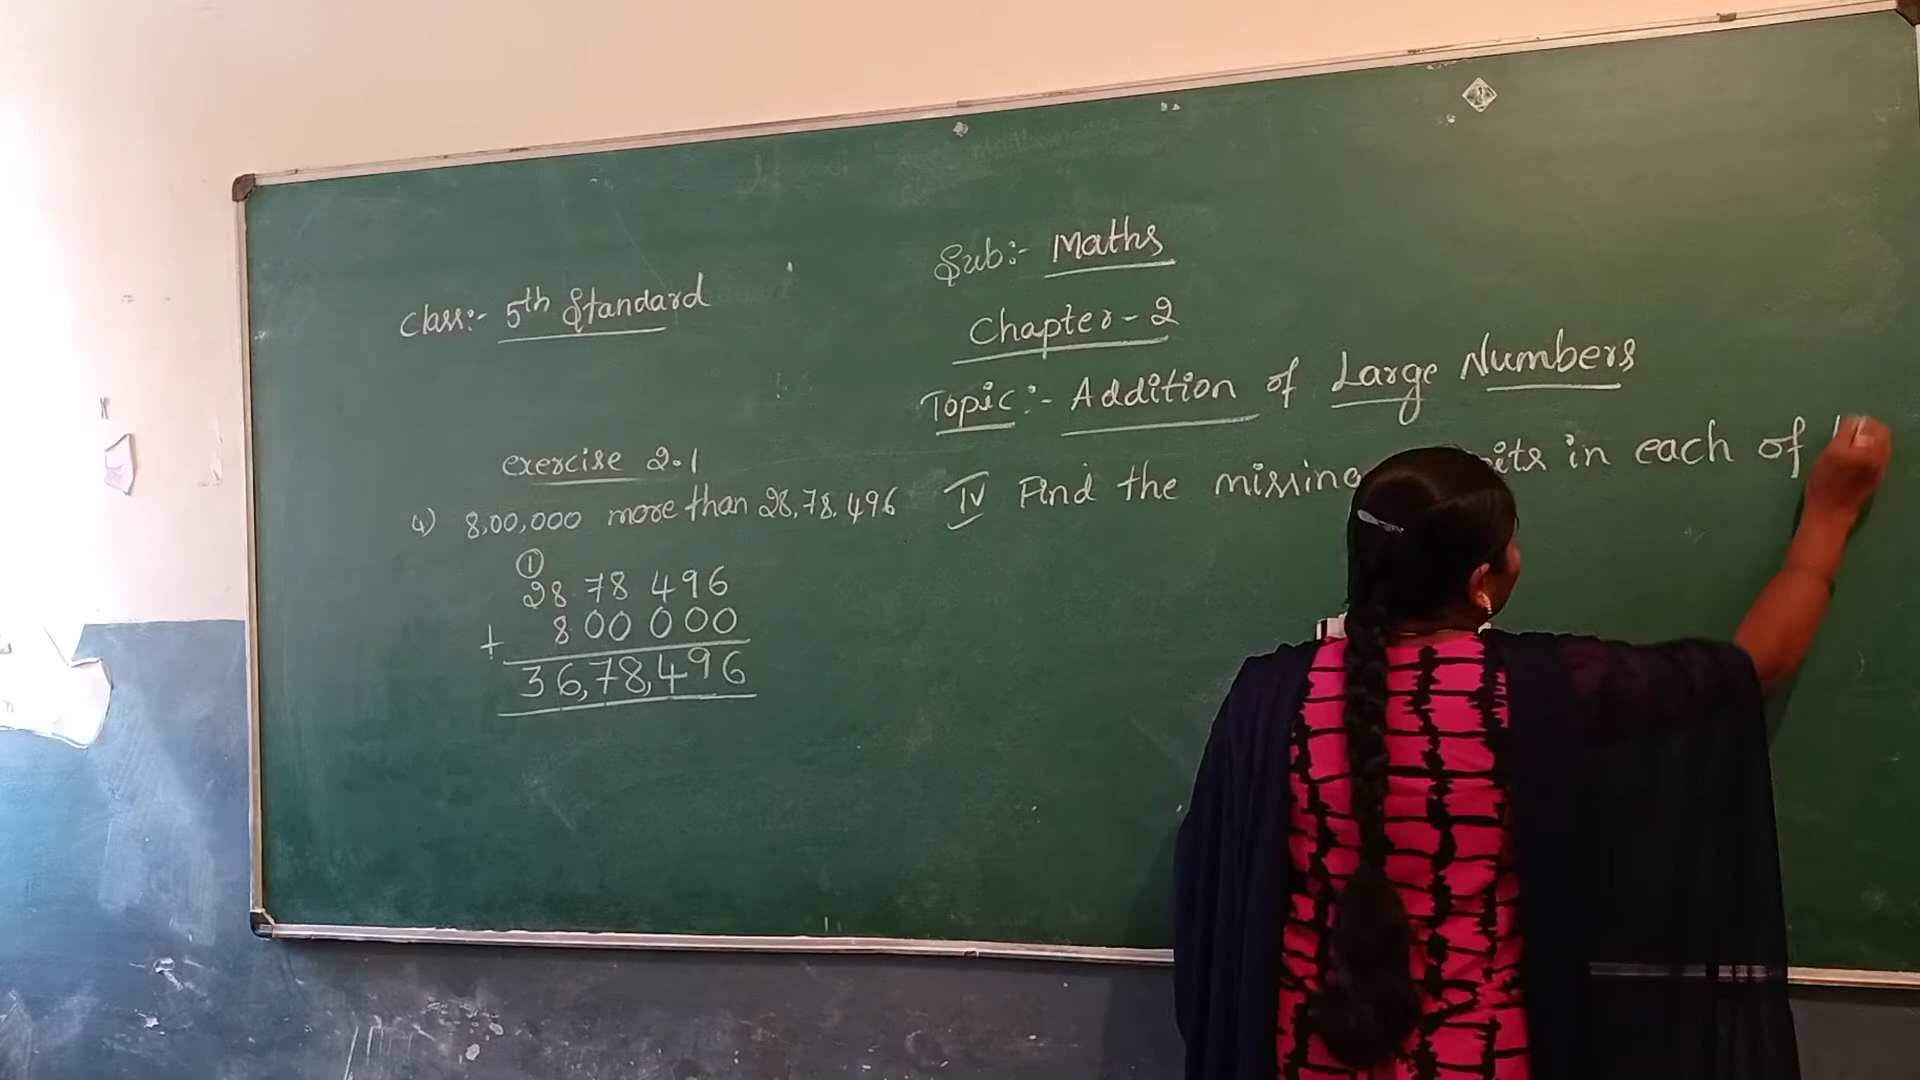 Class:- 5th Standard
Sub:- Maths
Chapter-2
Topic:- Addition of Large Numbers
exercise 2.1
4) 8,00,000 more than 28,78,496
1
28 78 496
+ 8 00 000
36,78,496
IV Find the missing in each of